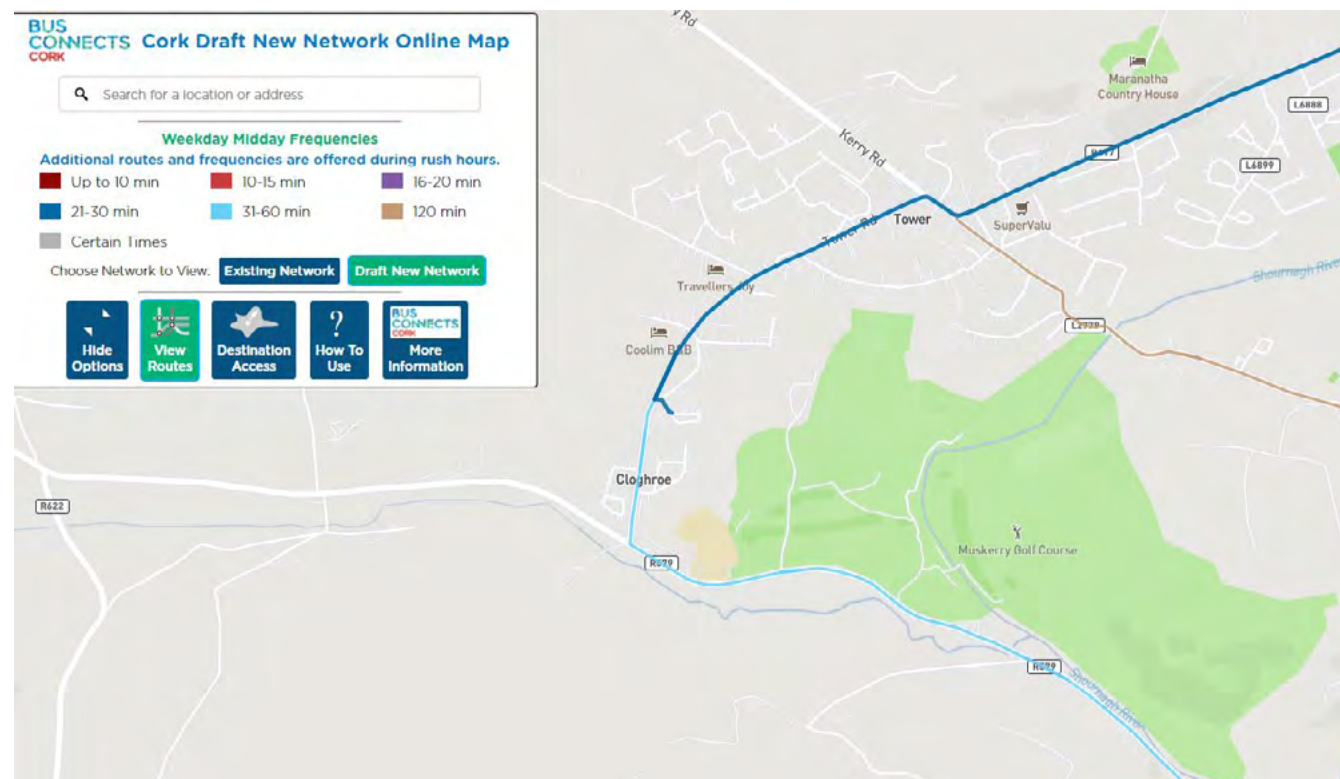 BUS
CONNECTS
CORK
Cork Draft New Network Online Map
Search for a location or address
Weekday Midday Frequencies
Additional routes and frequencies are offered during rush hours.
Up to 10 min
10-15 min
16-20 min
21-30 min
31-60 min
120 min
Certain Times
Choose Network to View:
Existing Network
Draft New Network
Hide
Options
View
Routes
Destination
Access
?
How To
Use
BUS
CONNECTS
CORK
More
Information
Rd
Maranatha
Country House
L6888
Kerry Rd
L6899
Tower
SuperValu
Tower Rd
Travellers Joy
Shournagh River
Coolim B&B
Cloghroe
R622
Muskerry Golf Course
R579
R579
Shournagh River